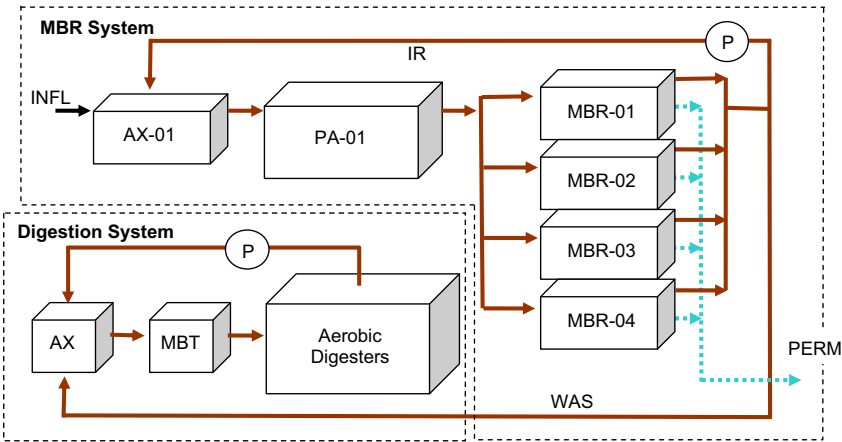 MBR System
P
IR
INFL
AX-01
PA-01
MBR-01
MBR-02
MBR-03
MBR-04
PERM
Digestion System
P
AX
MBT
Aerobic
Digesters
WAS